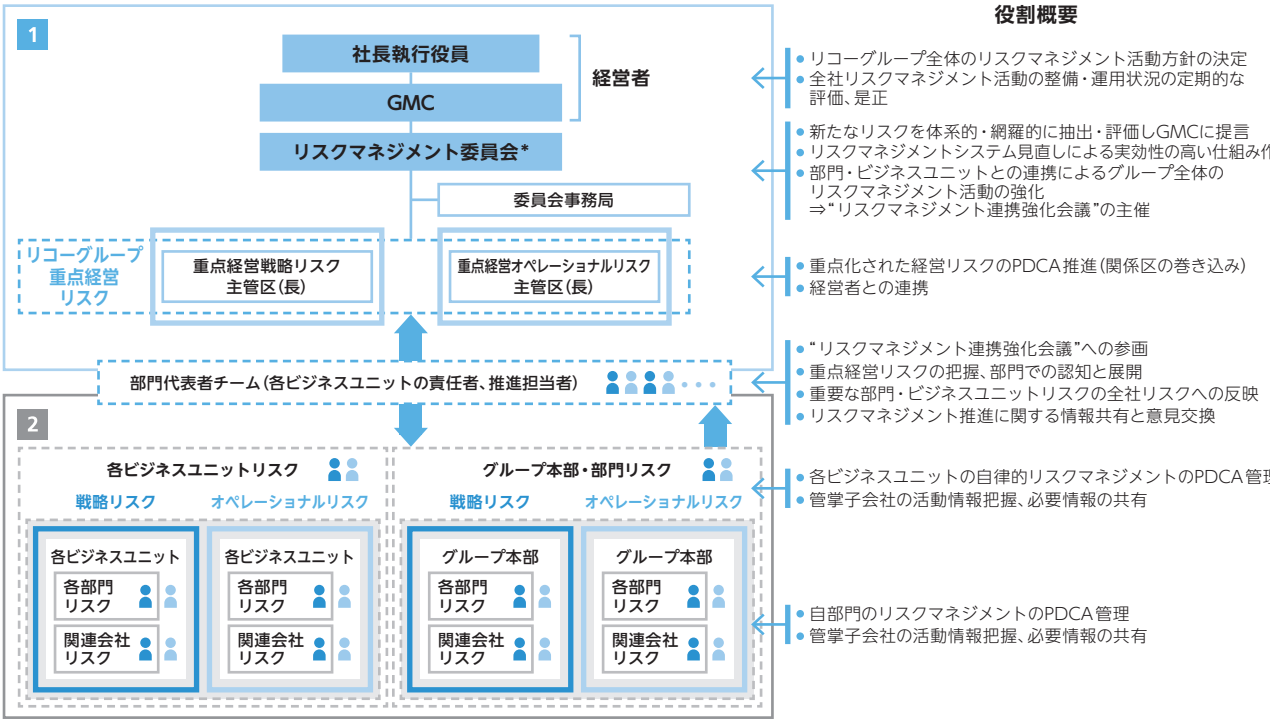 役割概要
1
社長執行役員
GMC
経営者
リスクマネジメント委員会*
委員会事務局
リコーグループ
重点経営
リスク
重点経営戦略リスク
主管区(長)
重点経営オペレーショナルリスク
主管区(長)
部門代表者チーム(各ビジネスユニットの責任者、推進担当者)
2
各ビジネスユニットリスク
戦略リスク
オペレーショナルリスク
各ビジネスユニット
各部門
リスク
関連会社
リスク
各ビジネスユニット
各部門
リスク
関連会社
リスク
グループ本部・部門リスク
戦略リスク
オペレーショナルリスク
グループ本部
各部門
リスク
関連会社
リスク
グループ本部
各部門
リスク
関連会社
リスク
●リコーグループ全体のリスクマネジメント活動方針の決定
●全社リスクマネジメント活動の整備・運用状況の定期的な
評価、是正
●新たなリスクを体系的・網羅的に抽出・評価しGMCに提言
●リスクマネジメントシステム見直しによる実効性の高い仕組み
●部門・ビジネスユニットとの連携によるグループ全体の
リスクマネジメント活動の強化
⇒“リスクマネジメント連携強化会議”の主催
●重点化された経営リスクのPDCA推進(関係区の巻き込み)
●経営者との連携
●“リスクマネジメント連携強化会議”への参画
●重点経営リスクの把握、部門での認知と展開
●重要な部門・ビジネスユニットリスクの全社リスクへの反映
●リスクマネジメント推進に関する情報共有と意見交換
●各ビジネスユニットの自律的リスクマネジメントのPDCA管理
●管掌子会社の活動情報把握、必要情報の共有
●自部門のリスクマネジメントのPDCA管理
●管掌子会社の活動情報把握、必要情報の共有